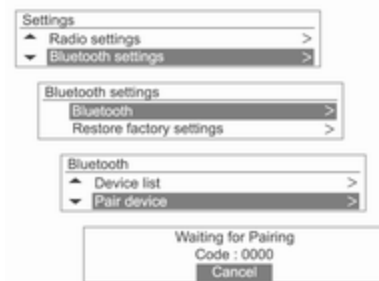 Settings
Radio settings >
Bluetooth settings >
Bluetooth settings
Bluetooth >
Restore factory settings >
Bluetooth
Device list >
Pair device >
Waiting for Pairing
Code : 0000
Cancel